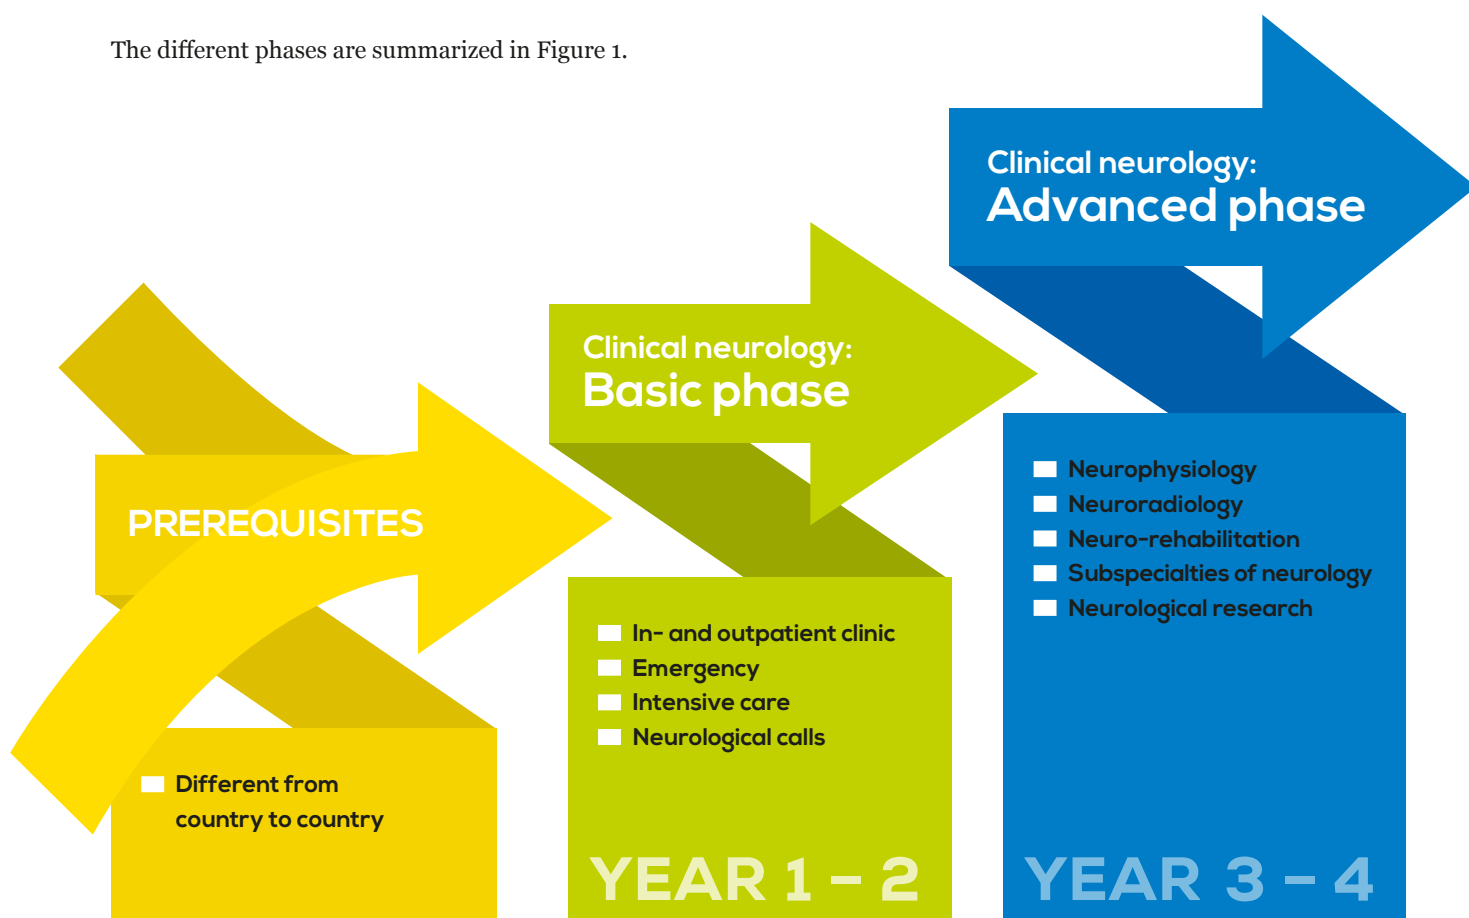 The different phases are summarized in Figure 1.
PREREQUISITES
Different from
country to country
Clinical neurology:
Basic phase
In- and outpatient clinic
Emergency
Intensive care
Neurological calls
YEAR 1 – 2
Clinical neurology:
Advanced phase
Neurophysiology
Neuroradiology
Neuro-rehabilitation
Subspecialties of neurology
Neurological research
YEAR 3 – 4